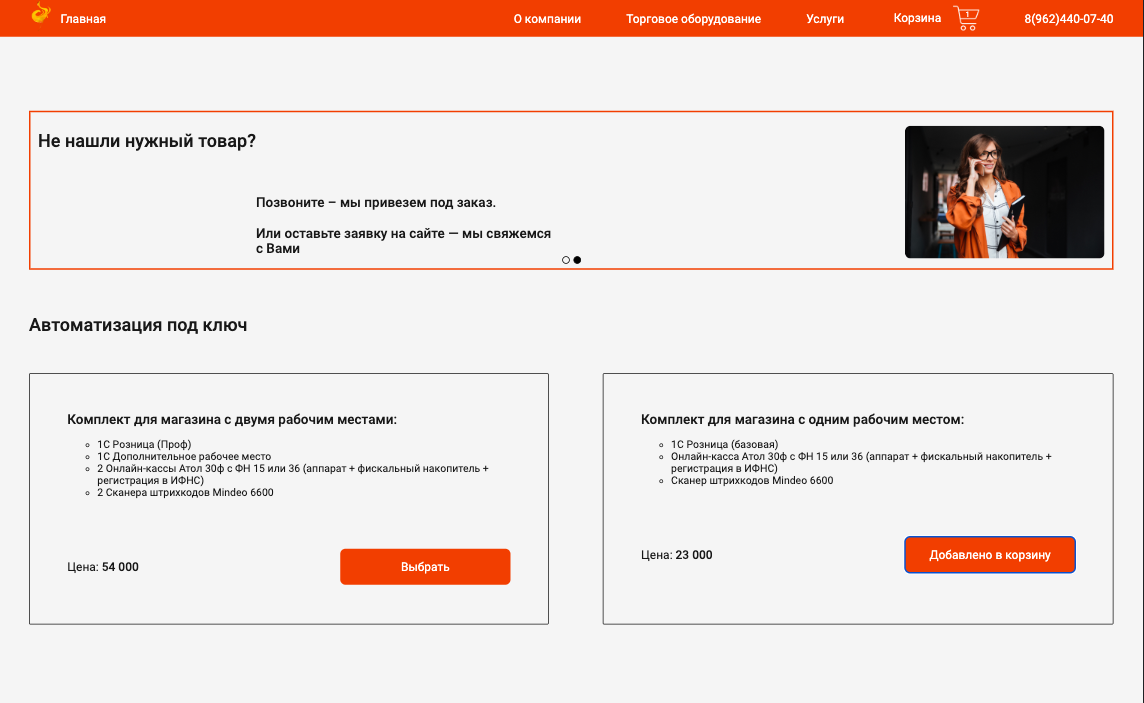 Главная
О компании
Торговое оборудование
Услуги
Корзина
1
8(962)440-07-40
Не нашли нужный товар?
Позвоните – мы привезем под заказ.
Или оставьте заявку на сайте — мы свяжемся
с Вами
Автоматизация под ключ
Комплект для магазина с двумя рабочим местами:
1С Розница (Проф)
1С Дополнительное рабочее место
2 Онлайн-кассы Атол 30ф с ФН 15 или 36 (аппарат + фискальный накопитель +
регистрация в ИФНС)
2 Сканера штрихкодов Mindeo 6600
Цена: 54 000
Выбрать
Комплект для магазина с одним рабочим местом:
1С Розница (базовая)
Онлайн-касса Атол 30ф с ФН 15 или 36 (аппарат + фискальный накопитель +
регистрация в ИФНС)
Сканер штрихкодов Mindeo 6600
Цена: 23 000
Добавлено в корзину